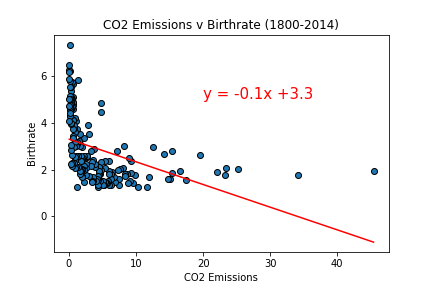 CO2 Emissions v Birthrate (1800-2014)
y = -0.1x +3.3
Birthrate
6
4
2
0
0 10 20 30 40
CO2 Emissions